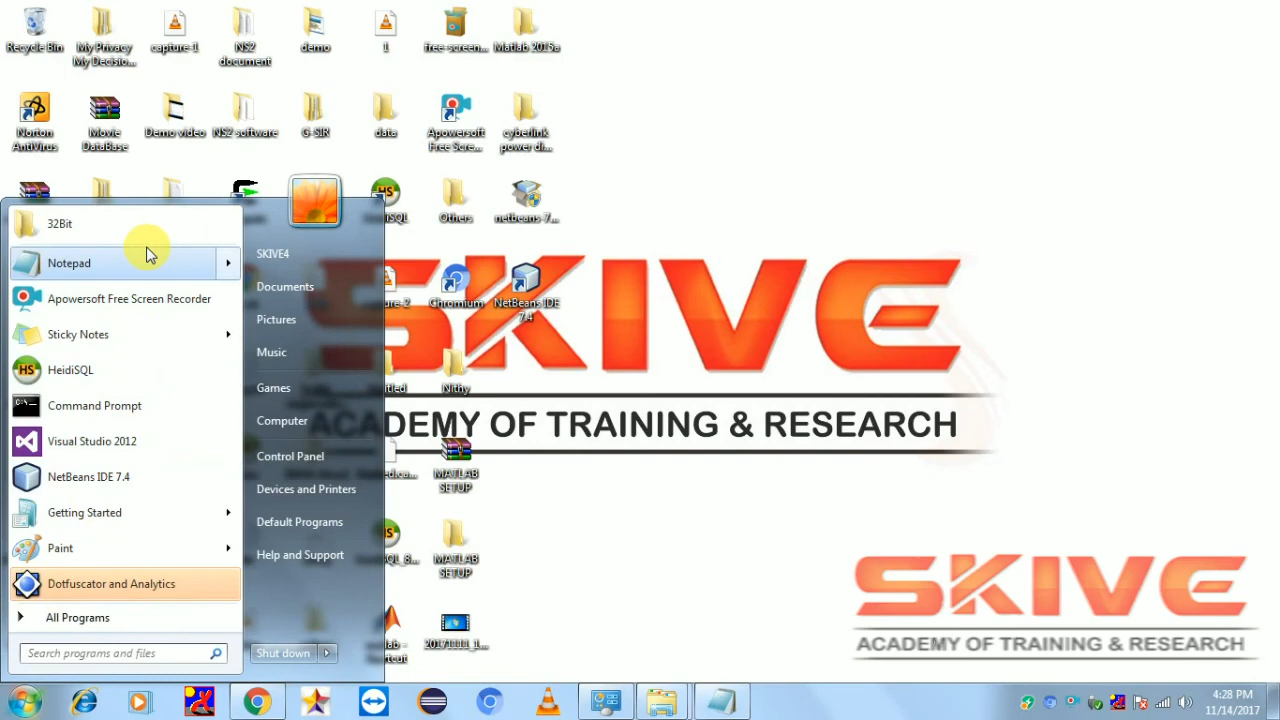 Recycle Bin
My Privacy
My Decisio...
capture-1
NS2
document
demo
1
free-screen...
Matlab 2015a
Norton
AntiVirus
Movie
DataBase
Demo video
NS2 software
G-SIR
data
Apowersoft
Free Scre...
cyberlink
power di...
Others
netbeans-7...
Chromium
NetBeans IDE
7.4
Nithy
MATLAB
SETUP
MATLAB
SETUP
20171111_1...
32Bit
Notepad
Apowersoft Free Screen Recorder
Sticky Notes
HeidiSQL
Command Prompt
Visual Studio 2012
NetBeans IDE 7.4
Getting Started
Paint
Dotfuscator and Analytics
All Programs
Search programs and files
SKIVE4
Documents
Pictures
Music
Games
Computer
Control Panel
Devices and Printers
Default Programs
Help and Support
Shut down
SKIVE
ACADEMY OF TRAINING & RESEARCH
SKIVE
ACADEMY OF TRAINING & RESEARCH
4:28 PM
11/14/2017